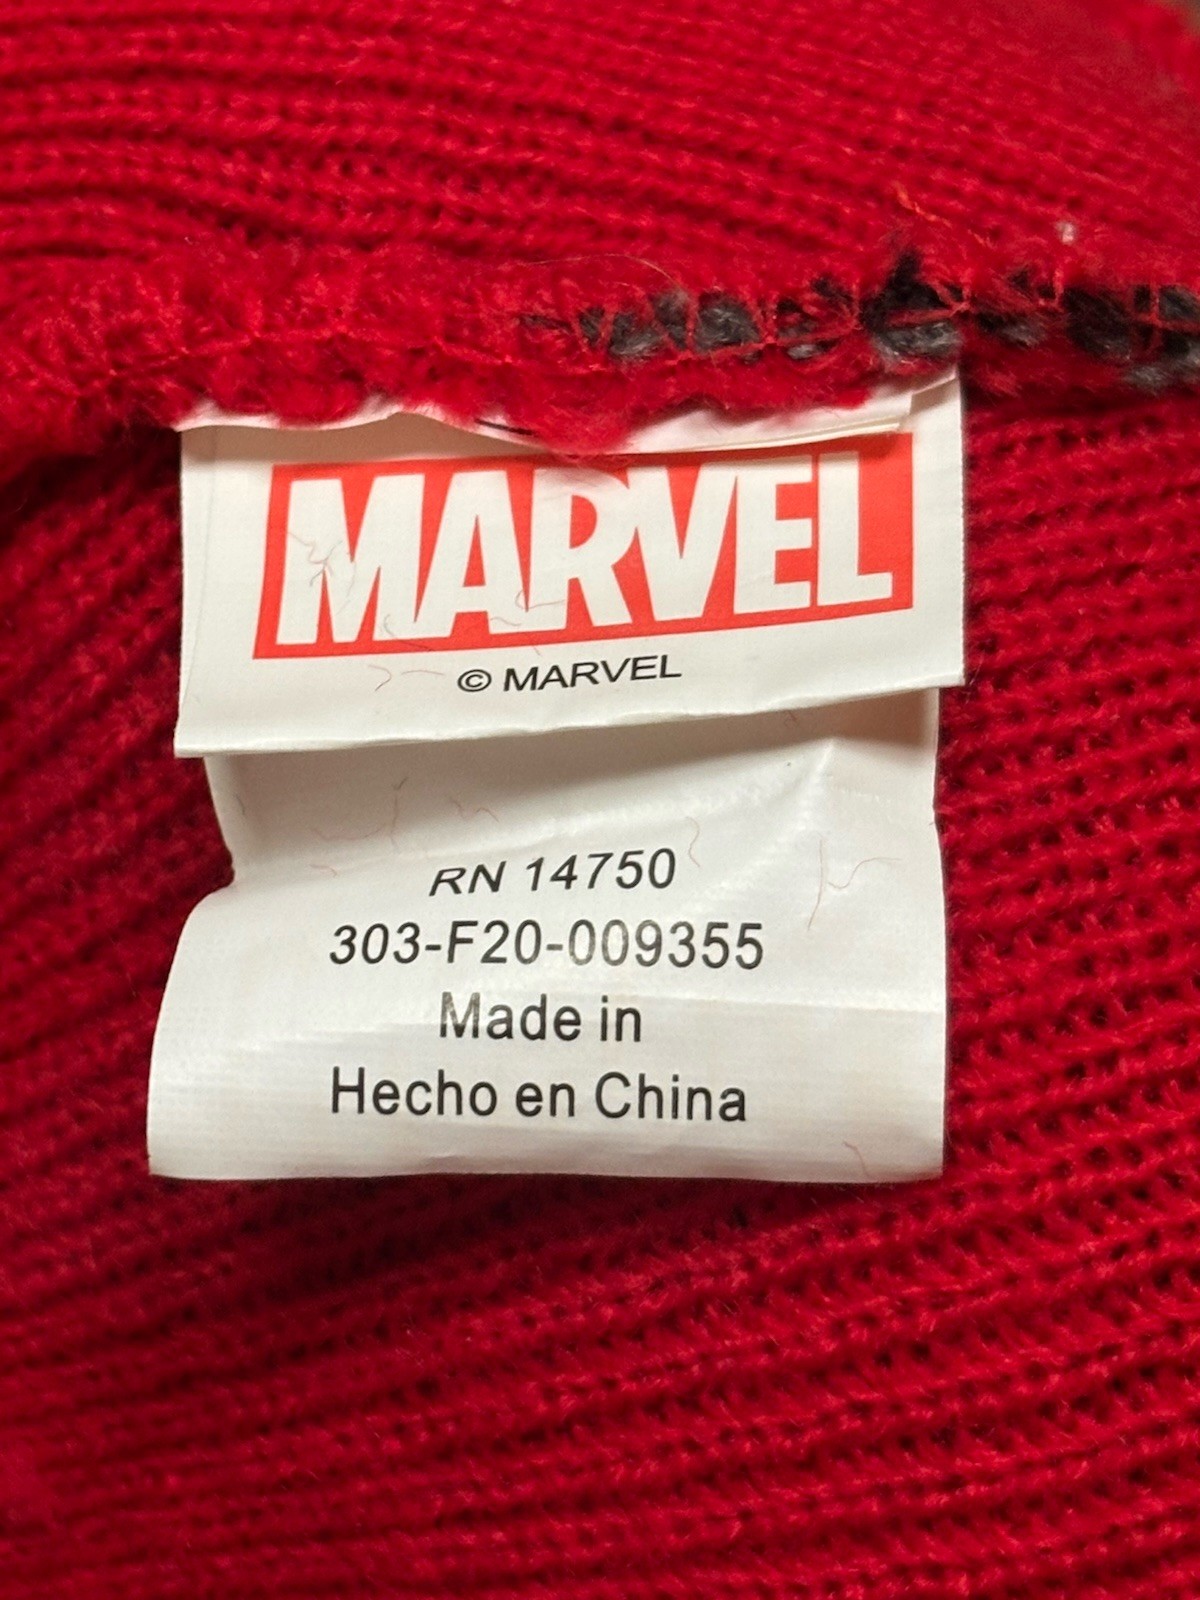 MARVEL
© MARVEL
RN 14750
303-F20-009355
Made in
Hecho en China